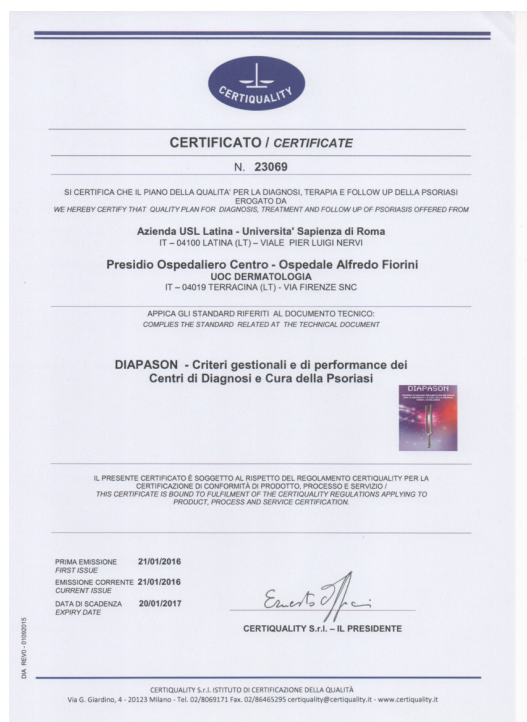 CERTIQUALITY
CERTIFICATO / CERTIFICATE
N. 23069
SI CERTIFICA CHE IL PIANO DELLA QUALITA' PER LA DIAGNOSI, TERAPIA E FOLLOW UP DELLA PSORIASI
EROGATO DA
WE HEREBY CERTIFY THAT QUALITY PLAN FOR DIAGNOSIS, TREATMENT AND FOLLOW UP OF PSORIASIS OFFERED FROM
Azienda USL Latina - Universita' Sapienza di Roma
IT – 04100 LATINA (LT) – VIALE PIER LUIGI NERVI
Presidio Ospedaliero Centro - Ospedale Alfredo Fiorini
UOC DERMATOLOGIA
IT – 04019 TERRACINA (LT) - VIA FIRENZE SNC
APPICA GLI STANDARD RIFERITI AL DOCUMENTO TECNICO:
COMPLIES THE STANDARD RELATED AT THE TECHNICAL DOCUMENT
DIAPASON - Criteri gestionali e di performance dei
Centri di Diagnosi e Cura della Psoriasi
DIAPASON
IL PRESENTE CERTIFICATO È SOGGETTO AL RISPETTO DEL REGOLAMENTO CERTIQUALITY PER LA
CERTIFICAZIONE DI CONFORMITÀ DI PRODOTTO, PROCESSO E SERVIZIO /
THIS CERTIFICATE IS BOUND TO FULFILMENT OF THE CERTIQUALITY REGULATIONS APPLYING TO
PRODUCT, PROCESS AND SERVICE CERTIFICATION.
PRIMA EMISSIONE 21/01/2016
FIRST ISSUE
EMISSIONE CORRENTE 21/01/2016
CURRENT ISSUE
DATA DI SCADENZA 20/01/2017
EXPIRY DATE
CERTIQUALITY S.r.l. – IL PRESIDENTE
DIA REV0 - 01092015
CERTIQUALITY S.r.l. ISTITUTO DI CERTIFICAZIONE DELLA QUALITÀ
Via G. Giardino, 4 - 20123 Milano - Tel. 02/8069171 Fax. 02/86465295 certiquality@certiquality.it - www.certiquality.it